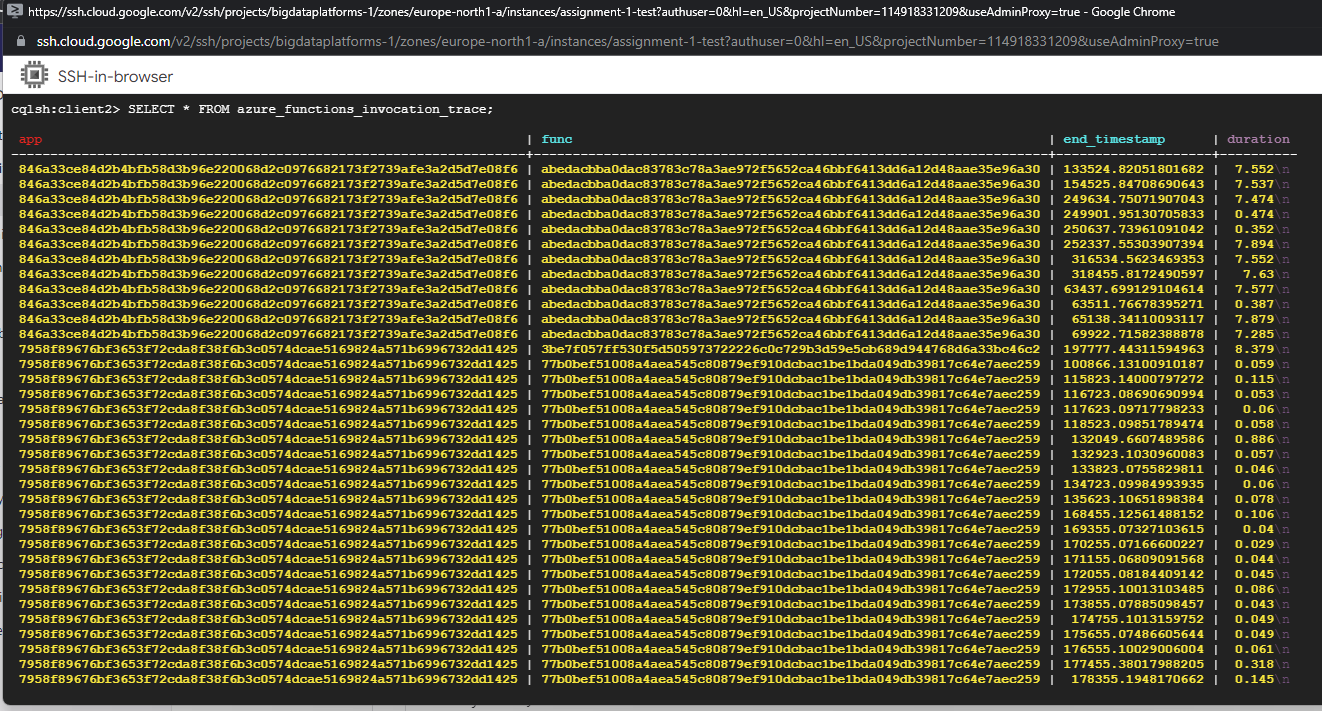 https://ssh.cloud.google.com/v2/ssh/projects/bigdataplatforms-1/zones/europe-north1-a/instances/assignment-1-test?authuser=0&hl=en_US&projectNumber=114918331209&useAdminProxy=true - Google Chrome
ssh.cloud.google.com/v2/ssh/projects/bigdataplatforms-1/zones/europe-north1-a/instances/assignment-1-test?authuser=0&hl=en_US&projectNumber=114918331209&useAdminProxy=true
SSH-in-browser
cqlsh:client2> SELECT * FROM azure_functions_invocation_trace;
app | func | end_timestamp | duration
846a33ce84d2b4bfb58d3b96e220068d2c0976682173f2739afe3a2d5d7e08f6 | abedacbba0dac83783c78a3ae972f5652ca46bbf6413dd6a12d48aae35e96a30 | 133524.82051801682 | 7.552\n
846a33ce84d2b4bfb58d3b96e220068d2c0976682173f2739afe3a2d5d7e08f6 | abedacbba0dac83783c78a3ae972f5652ca46bbf6413dd6a12d48aae35e96a30 | 154525.84708690643 | 7.537\n
846a33ce84d2b4bfb58d3b96e220068d2c0976682173f2739afe3a2d5d7e08f6 | abedacbba0dac83783c78a3ae972f5652ca46bbf6413dd6a12d48aae35e96a30 | 249634.75071907043 | 7.474\n
846a33ce84d2b4bfb58d3b96e220068d2c0976682173f2739afe3a2d5d7e08f6 | abedacbba0dac83783c78a3ae972f5652ca46bbf6413dd6a12d48aae35e96a30 | 249901.95130705833 | 0.474\n
846a33ce84d2b4bfb58d3b96e220068d2c0976682173f2739afe3a2d5d7e08f6 | abedacbba0dac83783c78a3ae972f5652ca46bbf6413dd6a12d48aae35e96a30 | 250637.73961091042 | 0.352\n
846a33ce84d2b4bfb58d3b96e220068d2c0976682173f2739afe3a2d5d7e08f6 | abedacbba0dac83783c78a3ae972f5652ca46bbf6413dd6a12d48aae35e96a30 | 252337.55303907394 | 7.894\n
846a33ce84d2b4bfb58d3b96e220068d2c0976682173f2739afe3a2d5d7e08f6 | abedacbba0dac83783c78a3ae972f5652ca46bbf6413dd6a12d48aae35e96a30 | 316534.5623469353 | 7.552\n
846a33ce84d2b4bfb58d3b96e220068d2c0976682173f2739afe3a2d5d7e08f6 | abedacbba0dac83783c78a3ae972f5652ca46bbf6413dd6a12d48aae35e96a30 | 318455.8172490597 | 7.63\n
846a33ce84d2b4bfb58d3b96e220068d2c0976682173f2739afe3a2d5d7e08f6 | abedacbba0dac83783c78a3ae972f5652ca46bbf6413dd6a12d48aae35e96a30 | 63437.699129104614 | 7.577\n
846a33ce84d2b4bfb58d3b96e220068d2c0976682173f2739afe3a2d5d7e08f6 | abedacbba0dac83783c78a3ae972f5652ca46bbf6413dd6a12d48aae35e96a30 | 63511.76678395271 | 0.387\n
846a33ce84d2b4bfb58d3b96e220068d2c0976682173f2739afe3a2d5d7e08f6 | abedacbba0dac83783c78a3ae972f5652ca46bbf6413dd6a12d48aae35e96a30 | 65138.34110093117 | 7.879\n
846a33ce84d2b4bfb58d3b96e220068d2c0976682173f2739afe3a2d5d7e08f6 | abedacbba0dac83783c78a3ae972f5652ca46bbf6413dd6a12d48aae35e96a30 | 69922.71582388878 | 7.285\n
7958f89676bf3653f72cda8f38f6b3c0574dcae5169824a571b6996732dd1425 | 3be7f057ff530f5d505973722226c0c729b3d59e5cb689d944768d6a33bc46c2 | 197777.44311594963 | 8.379\n
7958f89676bf3653f72cda8f38f6b3c0574dcae5169824a571b6996732dd1425 | 77b0bef51008a4aea545c80879ef910dcbac1be1bda049db39817c64e7aec259 | 100866.13100910187 | 0.059\n
7958f89676bf3653f72cda8f38f6b3c0574dcae5169824a571b6996732dd1425 | 77b0bef51008a4aea545c80879ef910dcbac1be1bda049db39817c64e7aec259 | 115823.14000797272 | 0.115\n
7958f89676bf3653f72cda8f38f6b3c0574dcae5169824a571b6996732dd1425 | 77b0bef51008a4aea545c80879ef910dcbac1be1bda049db39817c64e7aec259 | 116723.08690690994 | 0.053\n
7958f89676bf3653f72cda8f38f6b3c0574dcae5169824a571b6996732dd1425 | 77b0bef51008a4aea545c80879ef910dcbac1be1bda049db39817c64e7aec259 | 117623.09717798233 | 0.06\n
7958f89676bf3653f72cda8f38f6b3c0574dcae5169824a571b6996732dd1425 | 77b0bef51008a4aea545c80879ef910dcbac1be1bda049db39817c64e7aec259 | 118523.09851789474 | 0.058\n
7958f89676bf3653f72cda8f38f6b3c0574dcae5169824a571b6996732dd1425 | 77b0bef51008a4aea545c80879ef910dcbac1be1bda049db39817c64e7aec259 | 132049.6607489586 | 0.886\n
7958f89676bf3653f72cda8f38f6b3c0574dcae5169824a571b6996732dd1425 | 77b0bef51008a4aea545c80879ef910dcbac1be1bda049db39817c64e7aec259 | 132923.1030960083 | 0.057\n
7958f89676bf3653f72cda8f38f6b3c0574dcae5169824a571b6996732dd1425 | 77b0bef51008a4aea545c80879ef910dcbac1be1bda049db39817c64e7aec259 | 133823.0755829811 | 0.046\n
7958f89676bf3653f72cda8f38f6b3c0574dcae5169824a571b6996732dd1425 | 77b0bef51008a4aea545c80879ef910dcbac1be1bda049db39817c64e7aec259 | 134723.09984993935 | 0.06\n
7958f89676bf3653f72cda8f38f6b3c0574dcae5169824a571b6996732dd1425 | 77b0bef51008a4aea545c80879ef910dcbac1be1bda049db39817c64e7aec259 | 135623.10651898384 | 0.078\n
7958f89676bf3653f72cda8f38f6b3c0574dcae5169824a571b6996732dd1425 | 77b0bef51008a4aea545c80879ef910dcbac1be1bda049db39817c64e7aec259 | 168455.12561488152 | 0.106\n
7958f89676bf3653f72cda8f38f6b3c0574dcae5169824a571b6996732dd1425 | 77b0bef51008a4aea545c80879ef910dcbac1be1bda049db39817c64e7aec259 | 169355.07327103615 | 0.04\n
7958f89676bf3653f72cda8f38f6b3c0574dcae5169824a571b6996732dd1425 | 77b0bef51008a4aea545c80879ef910dcbac1be1bda049db39817c64e7aec259 | 170255.07166600227 | 0.029\n
7958f89676bf3653f72cda8f38f6b3c0574dcae5169824a571b6996732dd1425 | 77b0bef51008a4aea545c80879ef910dcbac1be1bda049db39817c64e7aec259 | 171155.06809091568 | 0.044\n
7958f89676bf3653f72cda8f38f6b3c0574dcae5169824a571b6996732dd1425 | 77b0bef51008a4aea545c80879ef910dcbac1be1bda049db39817c64e7aec259 | 172055.08184409142 | 0.045\n
7958f89676bf3653f72cda8f38f6b3c0574dcae5169824a571b6996732dd1425 | 77b0bef51008a4aea545c80879ef910dcbac1be1bda049db39817c64e7aec259 | 172955.10013103485 | 0.086\n
7958f89676bf3653f72cda8f38f6b3c0574dcae5169824a571b6996732dd1425 | 77b0bef51008a4aea545c80879ef910dcbac1be1bda049db39817c64e7aec259 | 173855.07885098457 | 0.043\n
7958f89676bf3653f72cda8f38f6b3c0574dcae5169824a571b6996732dd1425 | 77b0bef51008a4aea545c80879ef910dcbac1be1bda049db39817c64e7aec259 | 174755.1013159752 | 0.049\n
7958f89676bf3653f72cda8f38f6b3c0574dcae5169824a571b6996732dd1425 | 77b0bef51008a4aea545c80879ef910dcbac1be1bda049db39817c64e7aec259 | 175655.07486605644 | 0.049\n
7958f89676bf3653f72cda8f38f6b3c0574dcae5169824a571b6996732dd1425 | 77b0bef51008a4aea545c80879ef910dcbac1be1bda049db39817c64e7aec259 | 176555.10029006004 | 0.061\n
7958f89676bf3653f72cda8f38f6b3c0574dcae5169824a571b6996732dd1425 | 77b0bef51008a4aea545c80879ef910dcbac1be1bda049db39817c64e7aec259 | 177455.38017988205 | 0.318\n
7958f89676bf3653f72cda8f38f6b3c0574dcae5169824a571b6996732dd1425 | 77b0bef51008a4aea545c80879ef910dcbac1be1bda049db39817c64e7aec259 | 178355.1948170662 | 0.145\n